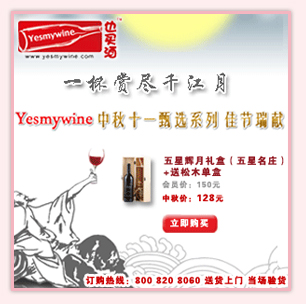 Yesmywine
也买酒
www.yesmywine.com
一杯赏尽千江月
Yesmywine 中秋十一甄选系列 佳节瑞献
五星辉月礼盒（五星名庄）
+送松木单盒
会员价：150元
中秋价：128元
立即购买
订购热线：800 820 8060 送货上门 当场验货